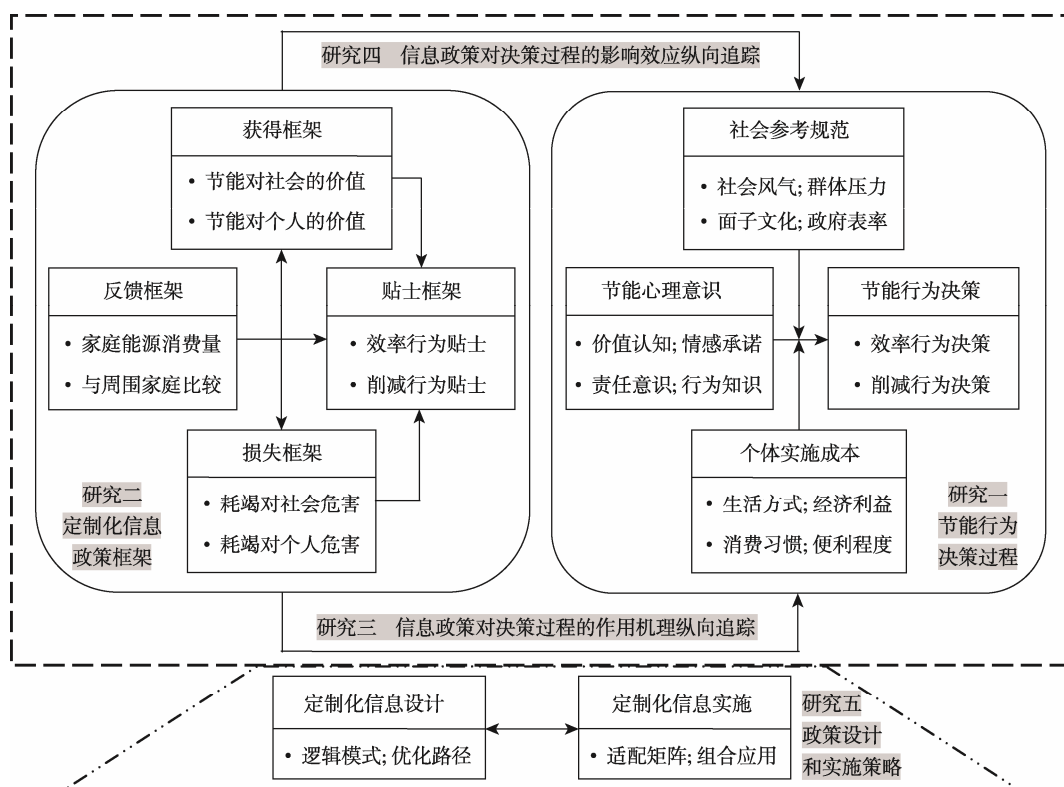 研究四 信息政策对决策过程的影响效应纵向追踪
获得框架
• 节能对社会的价值
• 节能对个人的价值
反馈框架
• 家庭能源消费量
• 与周围家庭比较
贴士框架
• 效率行为贴士
• 削减行为贴士
损失框架
• 耗竭对社会危害
• 耗竭对个人危害
研究二
定制化信息
政策框架
社会参考规范
• 社会风气; 群体压力
• 面子文化; 政府表率
节能心理意识
• 价值认知; 情感承诺
• 责任意识; 行为知识
节能行为决策
• 效率行为决策
• 削减行为决策
个体实施成本
• 生活方式; 经济利益
• 消费习惯; 便利程度
研究一
节能行为
决策过程
研究三 信息政策对决策过程的作用机理纵向追踪
定制化信息设计
• 逻辑模式; 优化路径
定制化信息实施
• 适配矩阵; 组合应用
研究五
政策设计
和实施策略